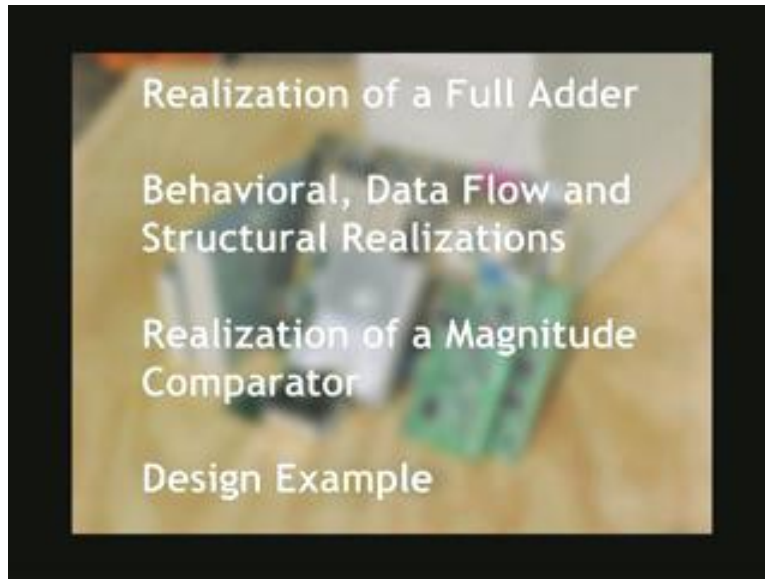 Realization of a Full Adder
Behavioral, Data Flow and
Structural Realizations
Realization of a Magnitude
Comparator
Design Example